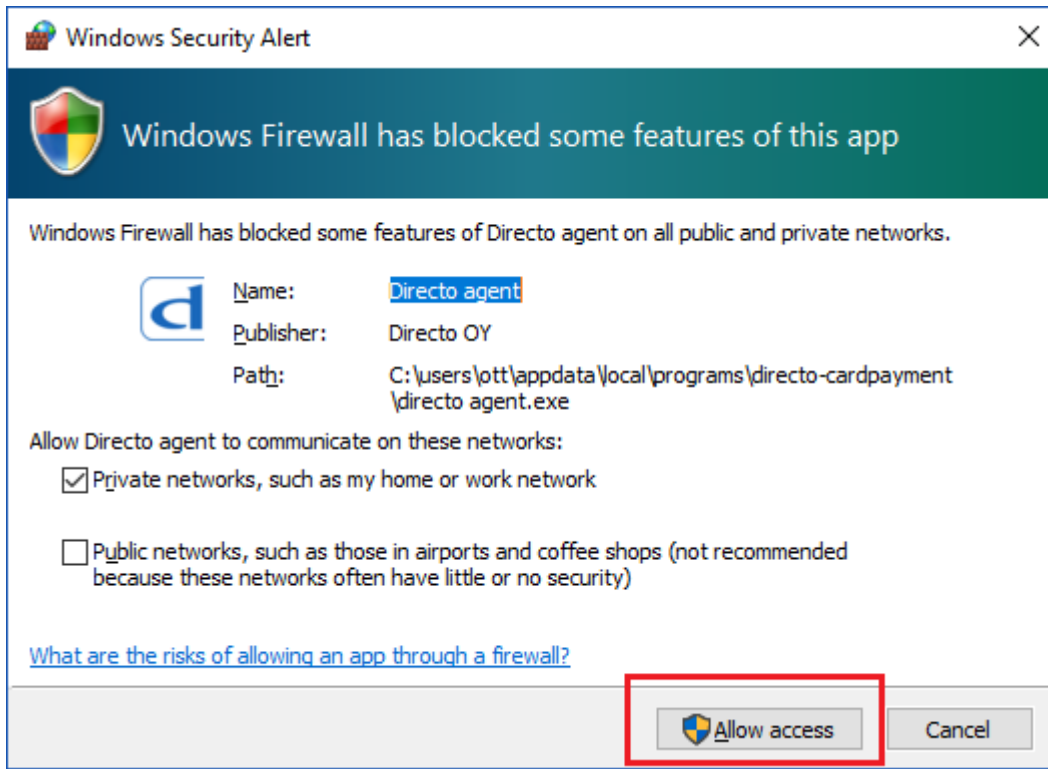 Windows Security Alert
Windows Firewall has blocked some features of this app
Windows Firewall has blocked some features of Directo agent on all public and private networks.
Name: Directo agent
Publisher: Directo OY
Path: C:\users\ott\appdata\local\programs\directo-cardpayment
\directo agent.exe
Allow Directo agent to communicate on these networks:
Private networks, such as my home or work network
Public networks, such as those in airports and coffee shops (not recommended
because these networks often have little or no security)
What are the risks of allowing an app through a firewall?
Allow access Cancel